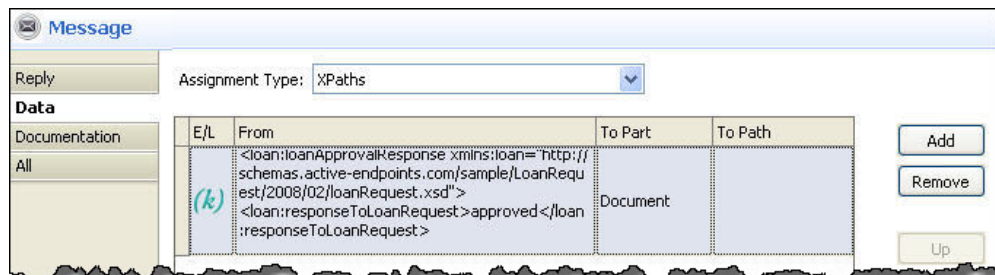 Message
Reply
Assignment Type: XPaths
Data
Documentation
All
E/L From To Part To Path
<loan:loanApprovalResponse xmlns:loan="http://
schemas.active-endpoints.com/sample/LoanRequ
est/2008/02/loanRequest.xsd">
<loan:responseToLoanRequest>approved</loan
:responseToLoanRequest>
(k)
Document
Add
Remove
Up